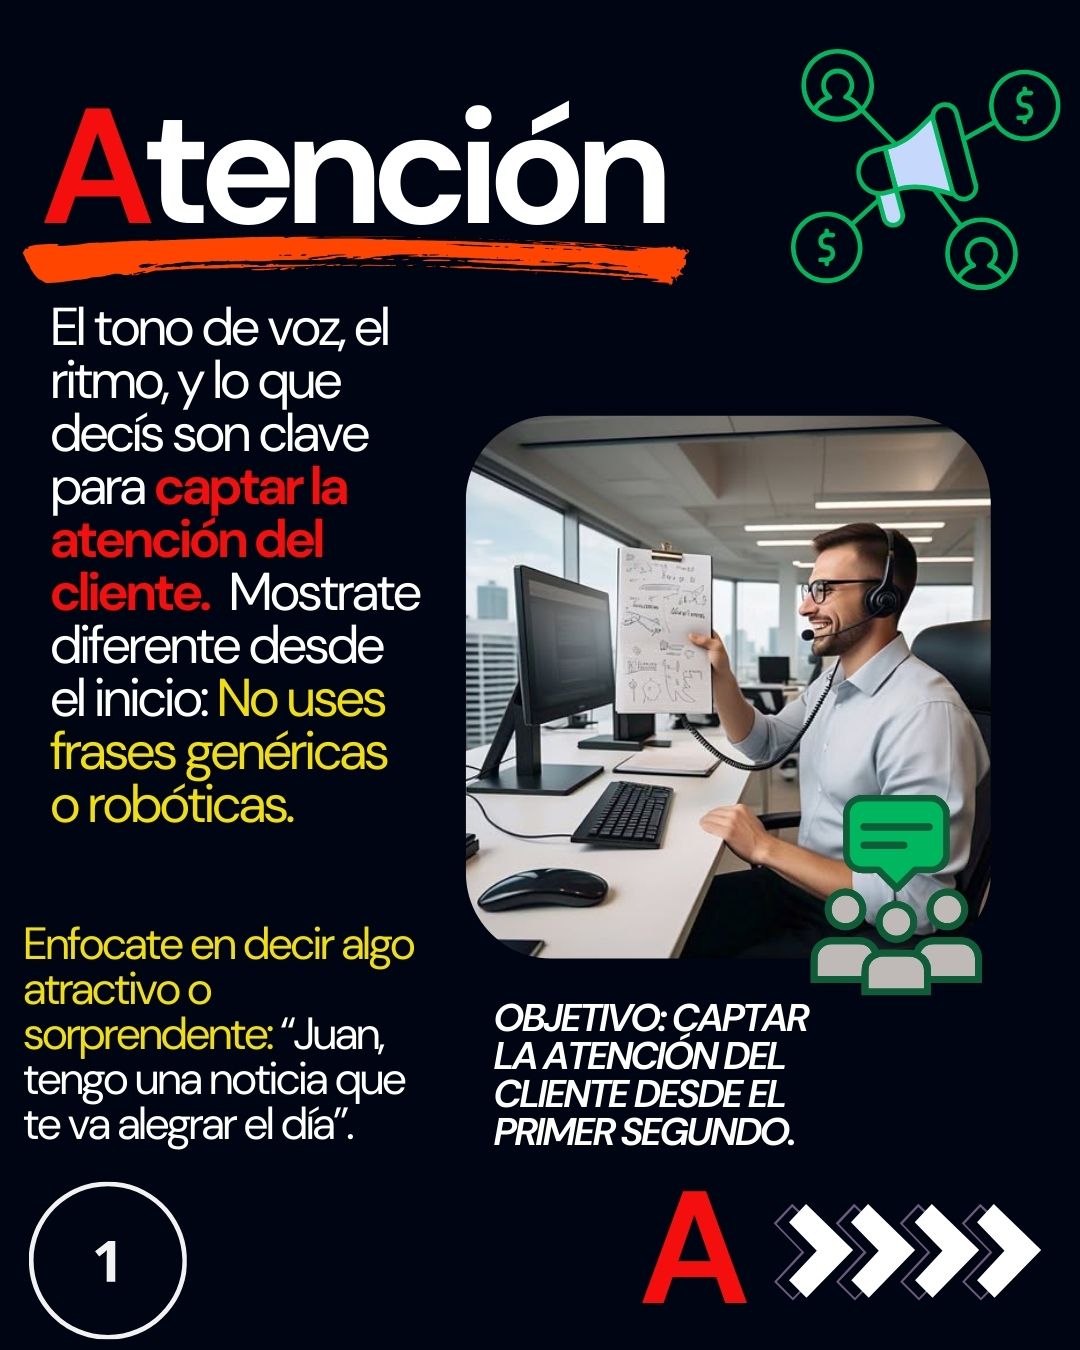 Atención
El tono de voz, el
ritmo, y lo que
decís son clave
para captar la
atención del
cliente. Mostrate
diferente desde
el inicio: No uses
frases genéricas
o robóticas.
Enfocate en decir algo
atractivo o
sorprendente: “Juan,
tengo una noticia que
te va alegrar el día”.
OBJETIVO: CAPTAR
LA ATENCIÓN DEL
CLIENTE DESDE EL
PRIMER SEGUNDO.
1
A